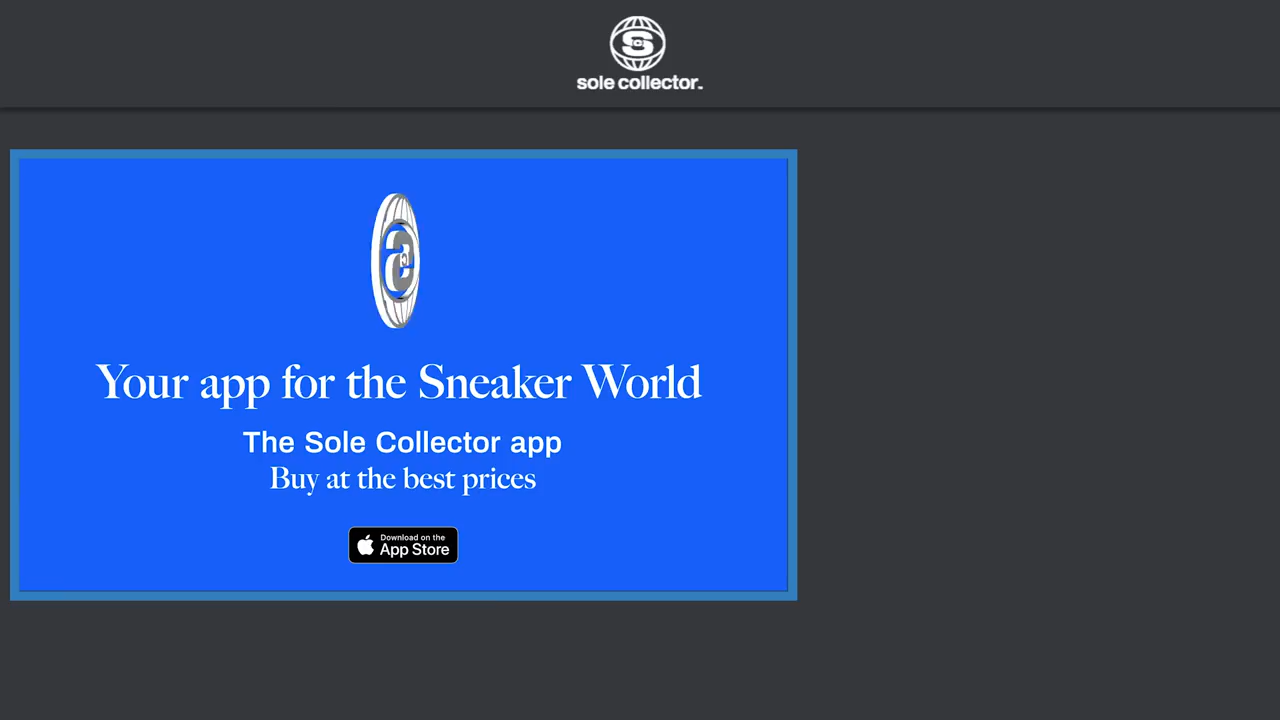 sole collector.
Your app for the Sneaker World
The Sole Collector app
Buy at the best prices
Download on the
App Store